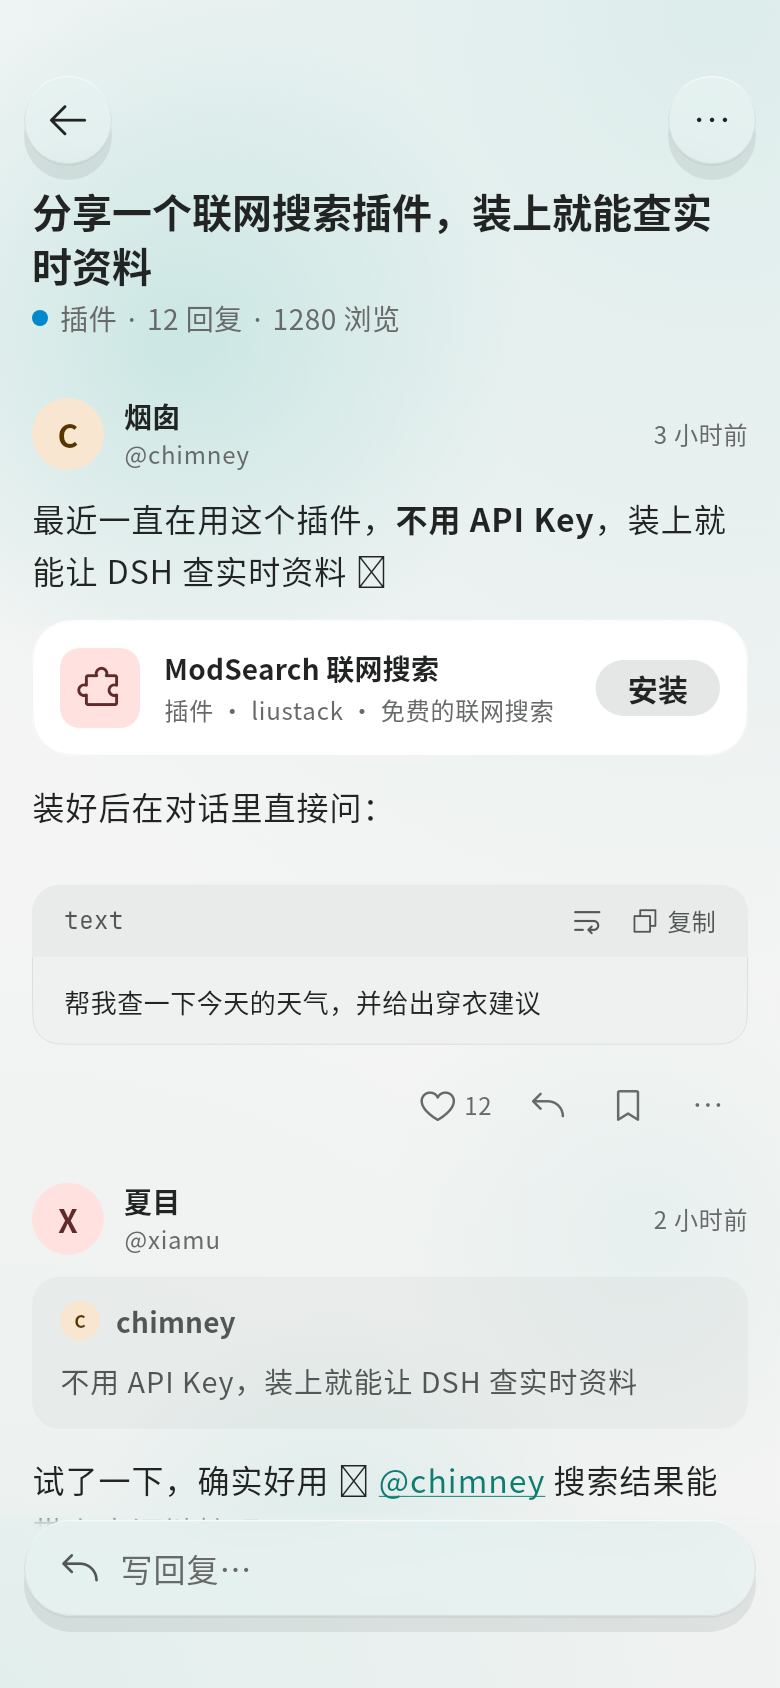 分享一个联网搜索插件，装上就能查实
时资料
插件 · 12 回复 · 1280 浏览
C
烟囱
@chimney
3 小时前
最近一直在用这个插件，不用 API Key，装上就
能让 DSH 查实时资料
ModSearch 联网搜索
插件 · liustack · 免费的联网搜索
安装
装好后在对话里直接问：
text
复制
帮我查一下今天的天气，并给出穿衣建议
12
X
夏目
@xiamu
2 小时前
C
chimney
不用 API Key，装上就能让 DSH 查实时资料
试了一下，确实好用 @chimney 搜索结果能
写回复…